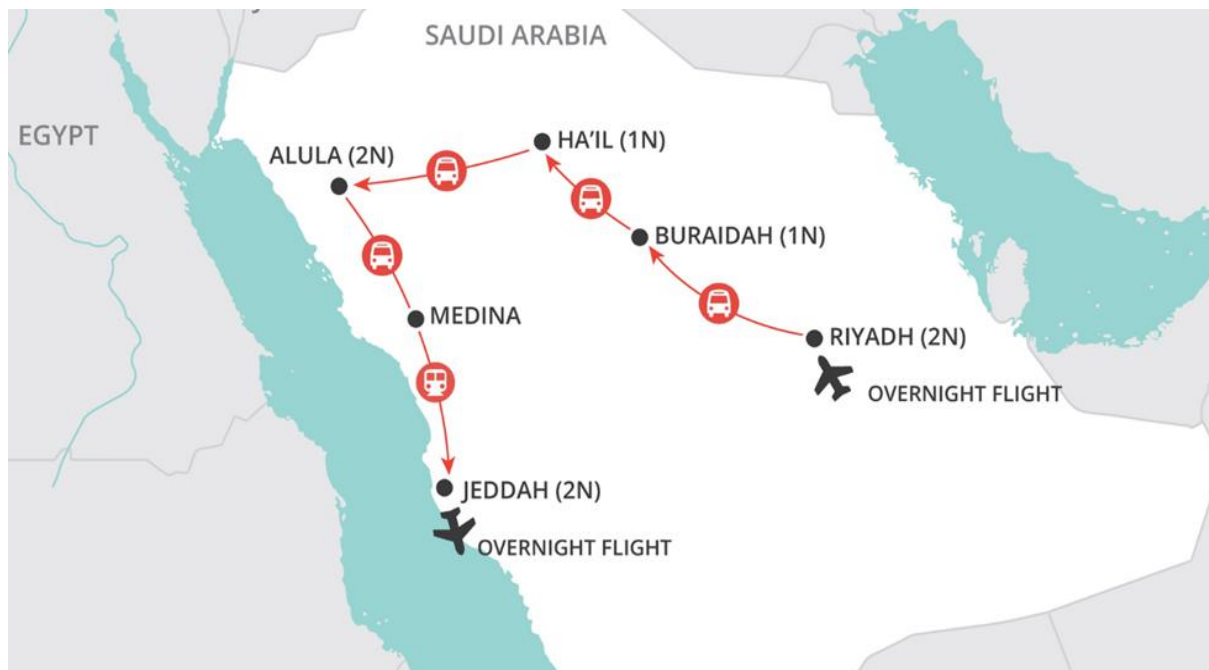 SAUDI ARABIA
EGYPT
ALULA (2N)
HA'IL (1N)
BURAIDAH (1N)
MEDINA
RIYADH (2N)
OVERNIGHT FLIGHT
JEDDAH (2N)
OVERNIGHT FLIGHT